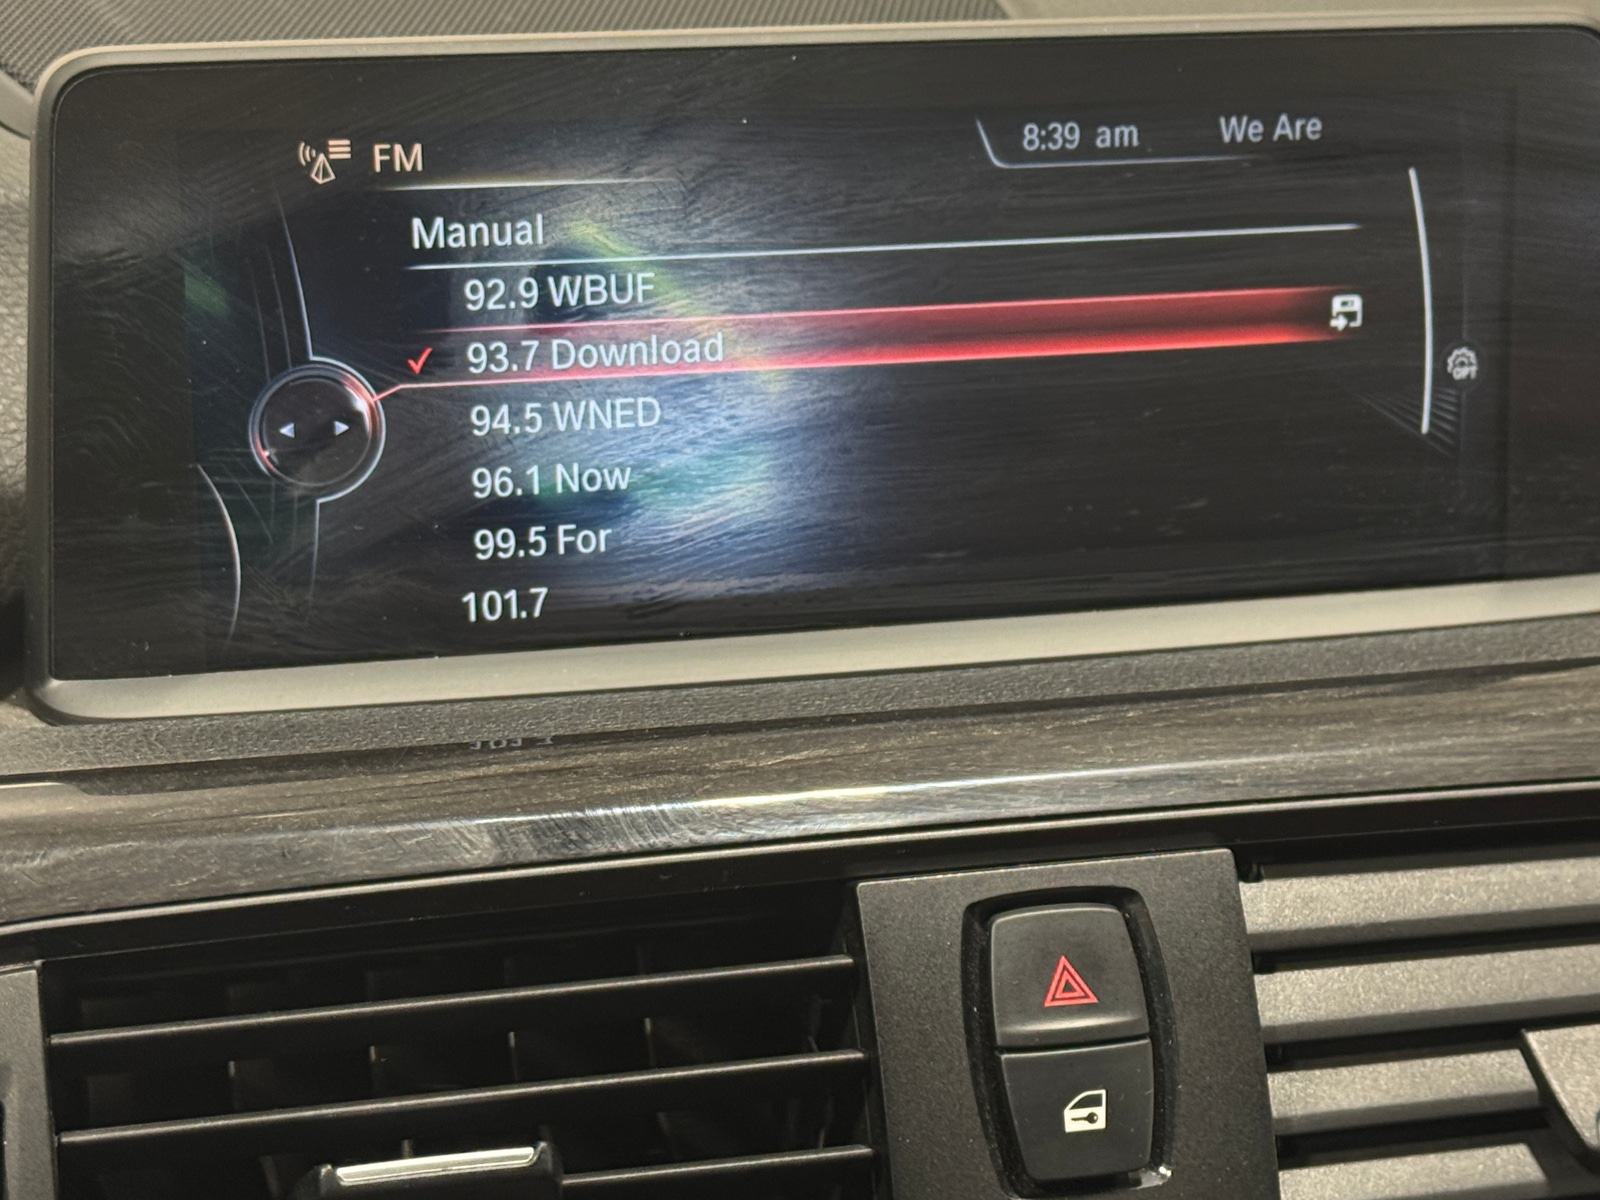 FM
8:39 am
We Are
Manual
92.9 WBUF
93.7 Download
94.5 WNED
96.1 Now
99.5 For
101.7
OPT